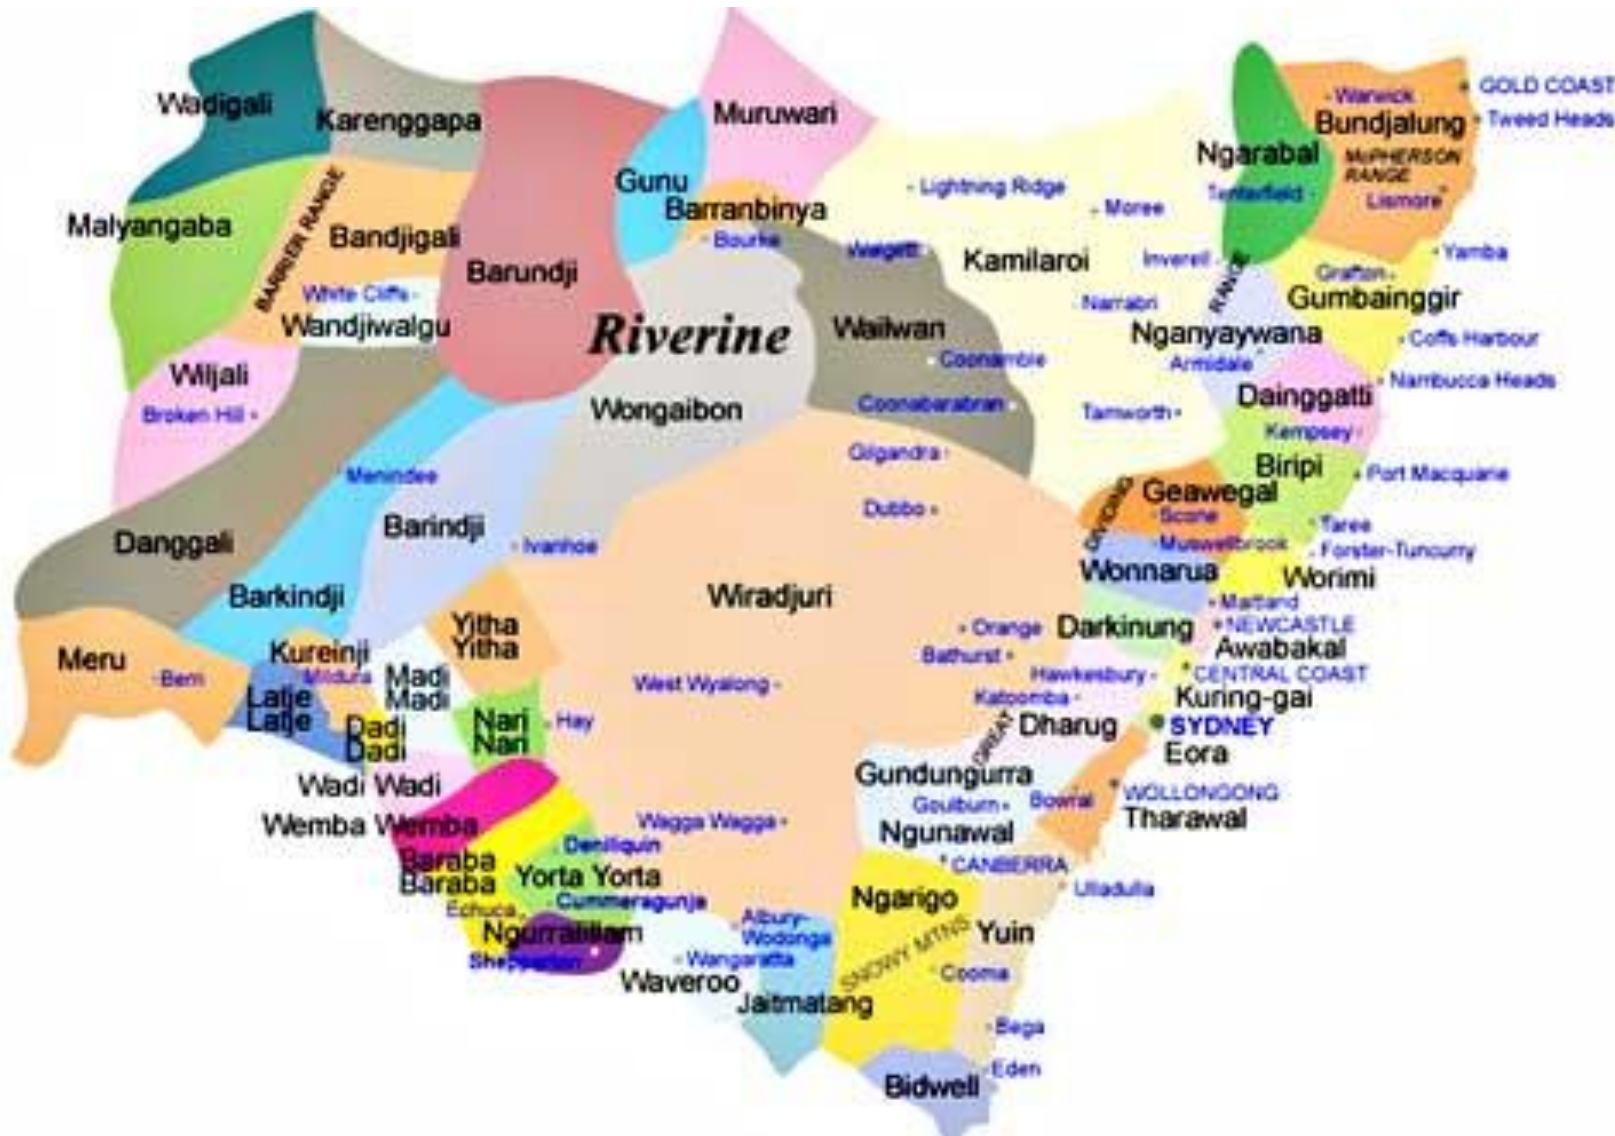 Wadigali
Karenggapa
Muruwari
GOLD COAST
Warwick
Bundjalung
Tweed Heads
Gunu
Ngarabal
McPHERSON
RANGE
Lightning Ridge
Tenterfield
Lismore
Malyangaba
BARRIER RANGE
Bandjigali
Barranbinya
Moree
Bourke
Walgett
Kamilaroi
Inverell
Yamba
Barundji
Grafton
White Cliffs
RANGE
Gumbainggir
Narrabri
Wandjiwalgu
Riverine
Wailwan
Nganyaywana
Coffs Harbour
Coonamble
Armidale
Wiljali
Nambucca Heads
Dainggatti
Broken Hill
Wongaibon
Coonabarabran
Tamworth
Kempsey
Gilgandra
Biripi
Port Macquarie
Menindee
Geawegal
Dubbo
Scone
DIVIDING
Barindji
Taree
Danggali
Ivanhoe
Muswellbrook
Forster-Tuncurry
Wonnarua
Worimi
Barkindji
Wiradjuri
Maitland
Yitha
Yitha
Orange
Darkinung
NEWCASTLE
Awabakal
Meru
Kureinji
Bathurst
Berri
Mildura
Madi
Madi
West Wyalong
Hawkesbury
CENTRAL COAST
Latje
Latje
Katoomba
Kuring-gai
Dadi
Dadi
Nari
Nari
Hay
GREAT
Dharug
SYDNEY
Eora
Wadi Wadi
Gundungurra
Goulburn
Bowral
WOLLONGONG
Wemba Wemba
Wagga Wagga
Ngunawal
Tharawal
Deniliquin
Baraba
Baraba
Yorta Yorta
CANBERRA
Ulladulla
Echuca
Cummeragunja
Ngarigo
Ngurraiillam
Albury-
Wodonga
Yuin
Shepparton
Wangaratta
SNOWY MTNS
Cooma
Waveroo
Jaitmatang
Bega
Eden
Bidwell